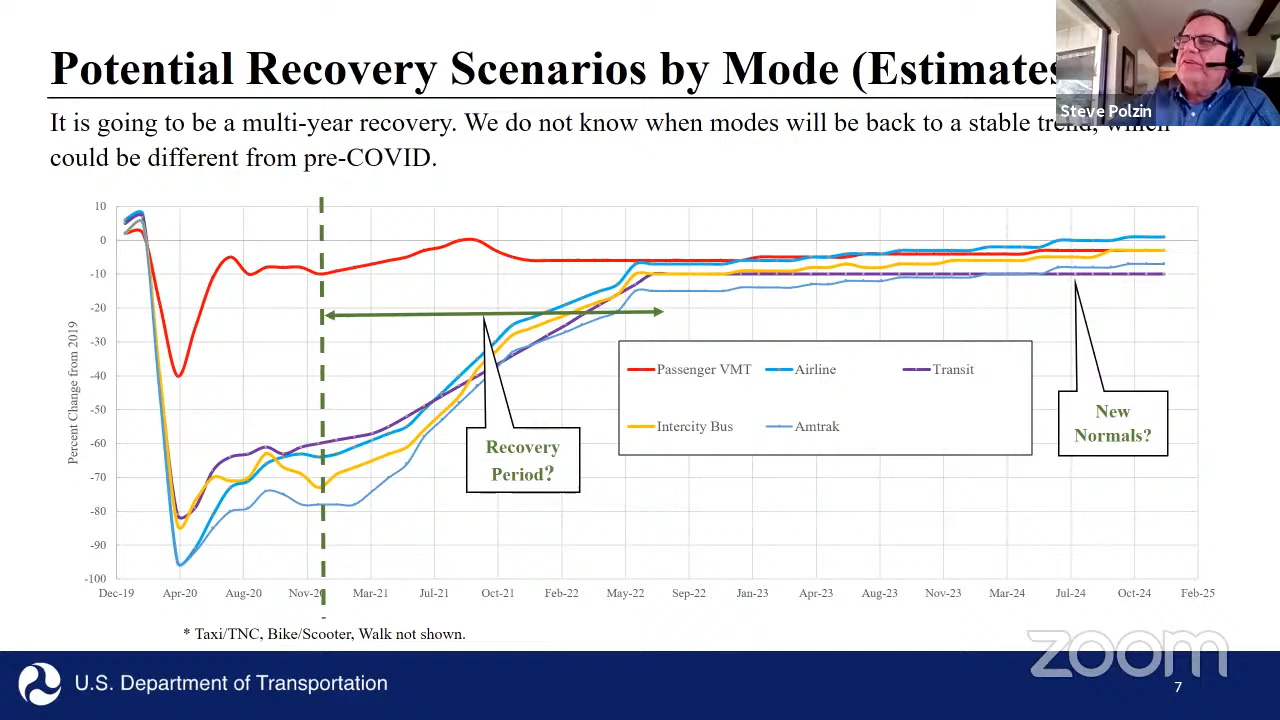 Potential Recovery Scenarios by Mode (Estimates
Steve Polzin
It is going to be a multi-year recovery. We do not know when modes will be back to a stable trend, which
could be different from pre-COVID.
Percent Change from 2019
10
0
-10
-20
-30
-40
-50
-60
-70
-80
-90
-100
Passenger VMT Airline Transit
Intercity Bus Amtrak
Recovery
Period?
New
Normals?
Dec-19 Apr-20 Aug-20 Nov-20 Mar-21 Jul-21 Oct-21 Feb-22 May-22 Sep-22 Jan-23 Apr-23 Aug-23 Nov-23 Mar-24 Jul-24 Oct-24 Feb-25
* Taxi/TNC, Bike/Scooter, Walk not shown.
zoom
U.S. Department of Transportation
7